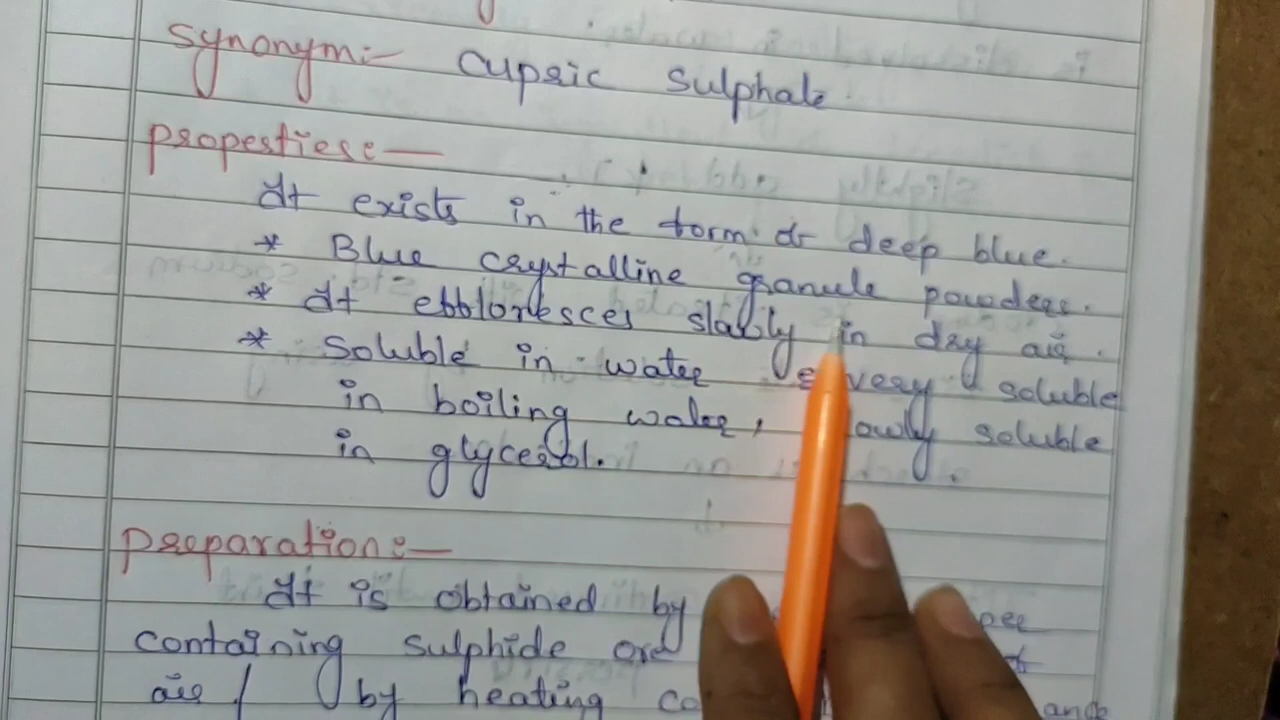 Synonym:- Cupric Sulphate.
Properties:-
It exists in the form of deep blue.
* Blue crystalline granule powders.
* It effloresces slowly in dry air.
* Soluble in water very soluble
in boiling water, slowly soluble
in glycerol.
Preparation:-
It is obtained by
containing sulphide ore
air / by heating and